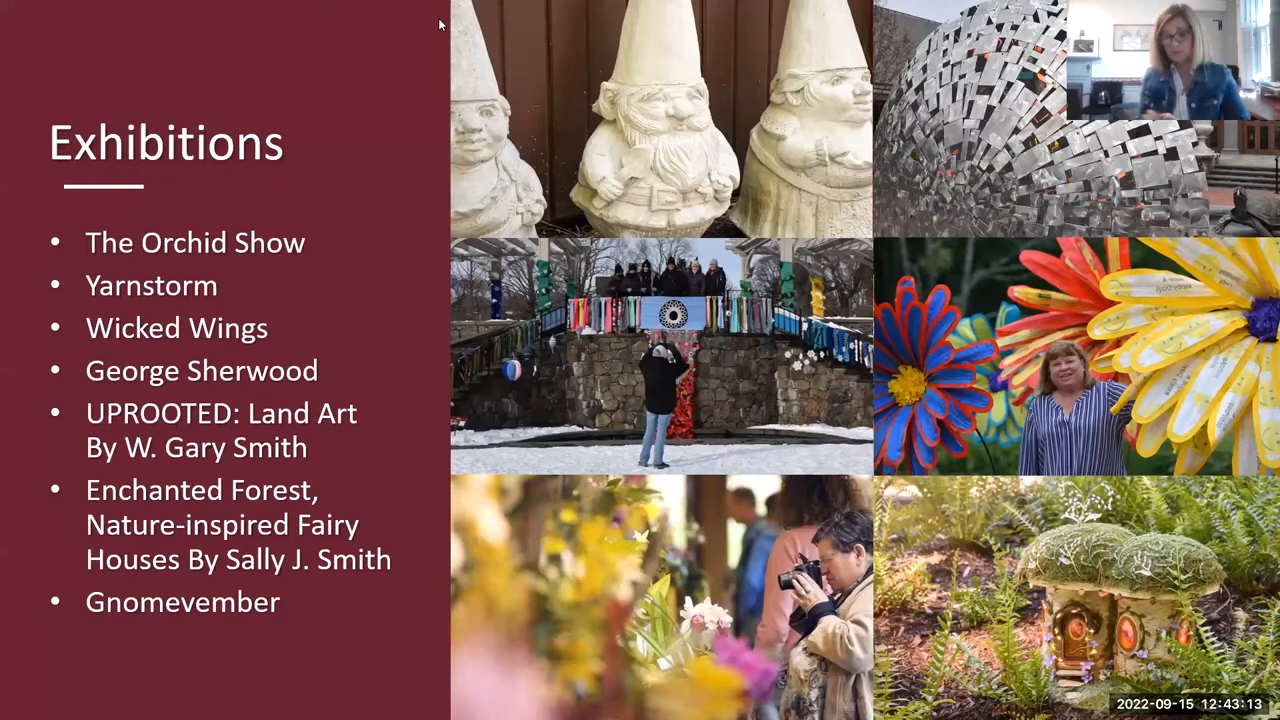 Exhibitions
• The Orchid Show
• Yarnstorm
• Wicked Wings
• George Sherwood
• UPROOTED: Land Art
By W. Gary Smith
• Enchanted Forest,
Nature-inspired Fairy
Houses By Sally J. Smith
• Gnomevember
2022-09-15 12:43:13